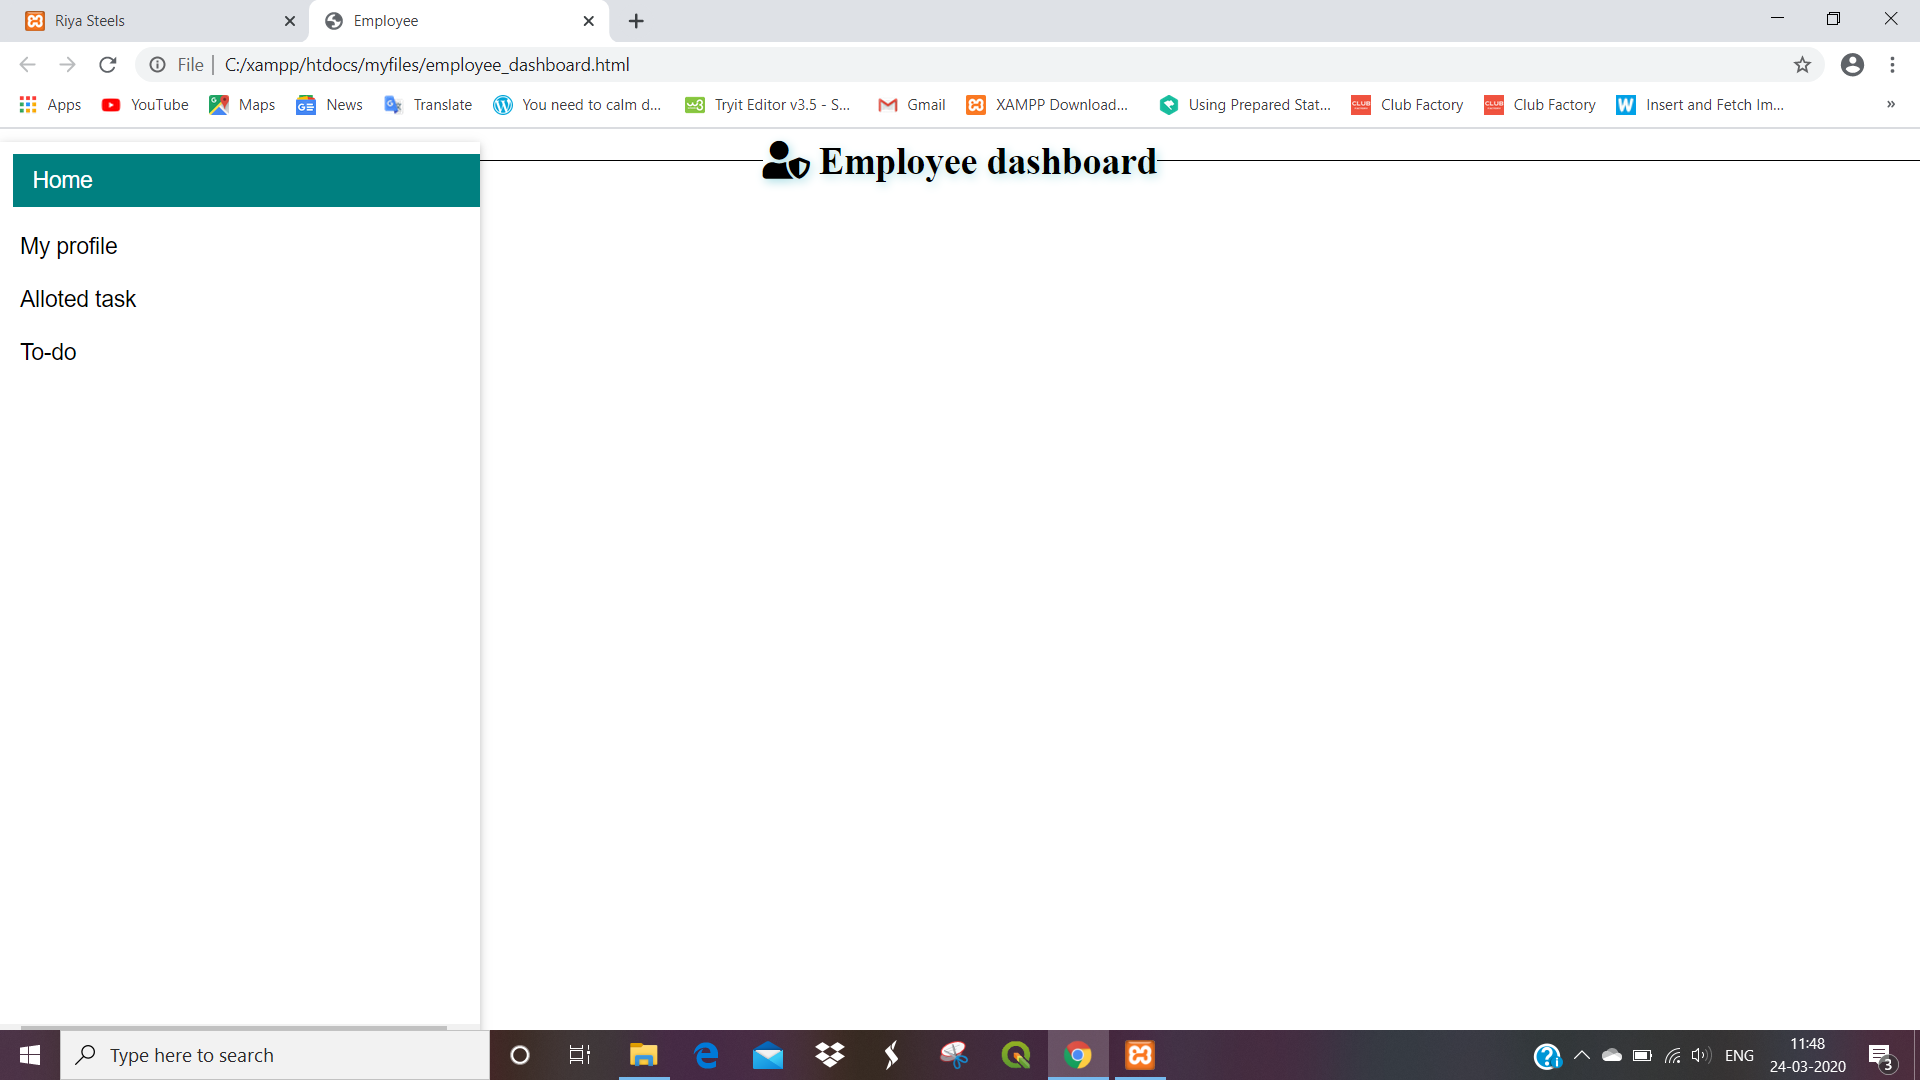 Riya Steels
Employee
File | C:/xampp/htdocs/myfiles/employee_dashboard.html
Apps YouTube Maps News Translate You need to calm d... Tryit Editor v3.5 - S... Gmail XAMPP Download... Using Prepared Stat... CLUB Club Factory CLUB Club Factory W Insert and Fetch Im... »
Employee dashboard
Home
My profile
Alloted task
To-do
Type here to search
ENG
11:48
24-03-2020
3